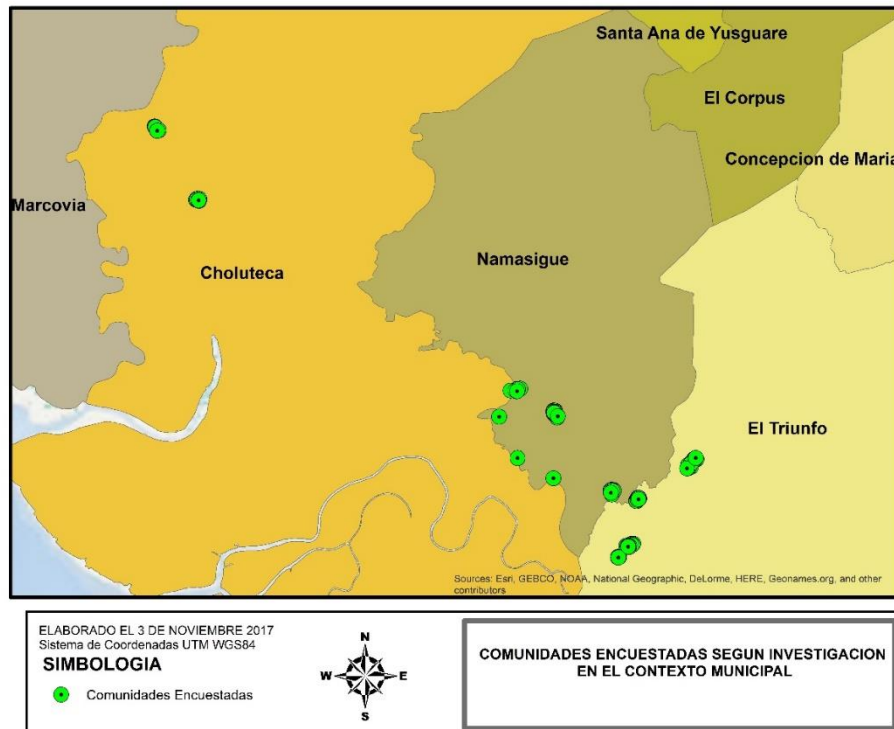 Santa Ana de Yusguare
El Corpus
Concepcion de Maria
Marcovia
Choluteca
Namasigue
El Triunfo
Sources: Esri, GEBCO, NOAA, National Geographic, DeLorme, HERE, Geonames.org, and other
contributors
ELABORADO EL 3 DE NOVIEMBRE 2017
Sistema de Coordenadas UTM WGS84
SIMBOLOGIA
Comunidades Encuestadas
N
W E
S
COMUNIDADES ENCUESTADAS SEGUN INVESTIGACION
EN EL CONTEXTO MUNICIPAL